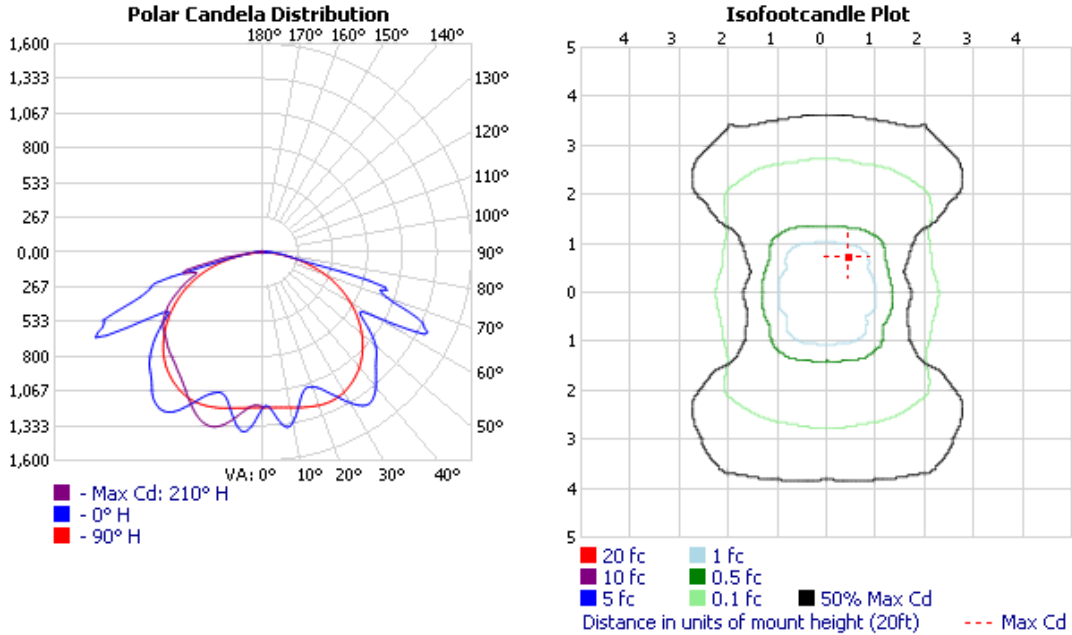 Polar Candela Distribution
180° 170° 160° 150° 140°
1,600
1,333
1,067
800
533
267
0.00
267
533
800
1,067
1,333
1,600
130°
120°
110°
100°
90°
80°
70°
60°
50°
VA: 0° 10° 20° 30° 40°
- Max Cd: 210° H
- 0° H
- 90° H
Isofootcandle Plot
4 3 2 1 0 1 2 3 4
5
4
3
2
1
0
1
2
3
4
5
20 fc 1 fc
10 fc 0.5 fc
5 fc 0.1 fc 50% Max Cd
Distance in units of mount height (20ft) --- Max Cd